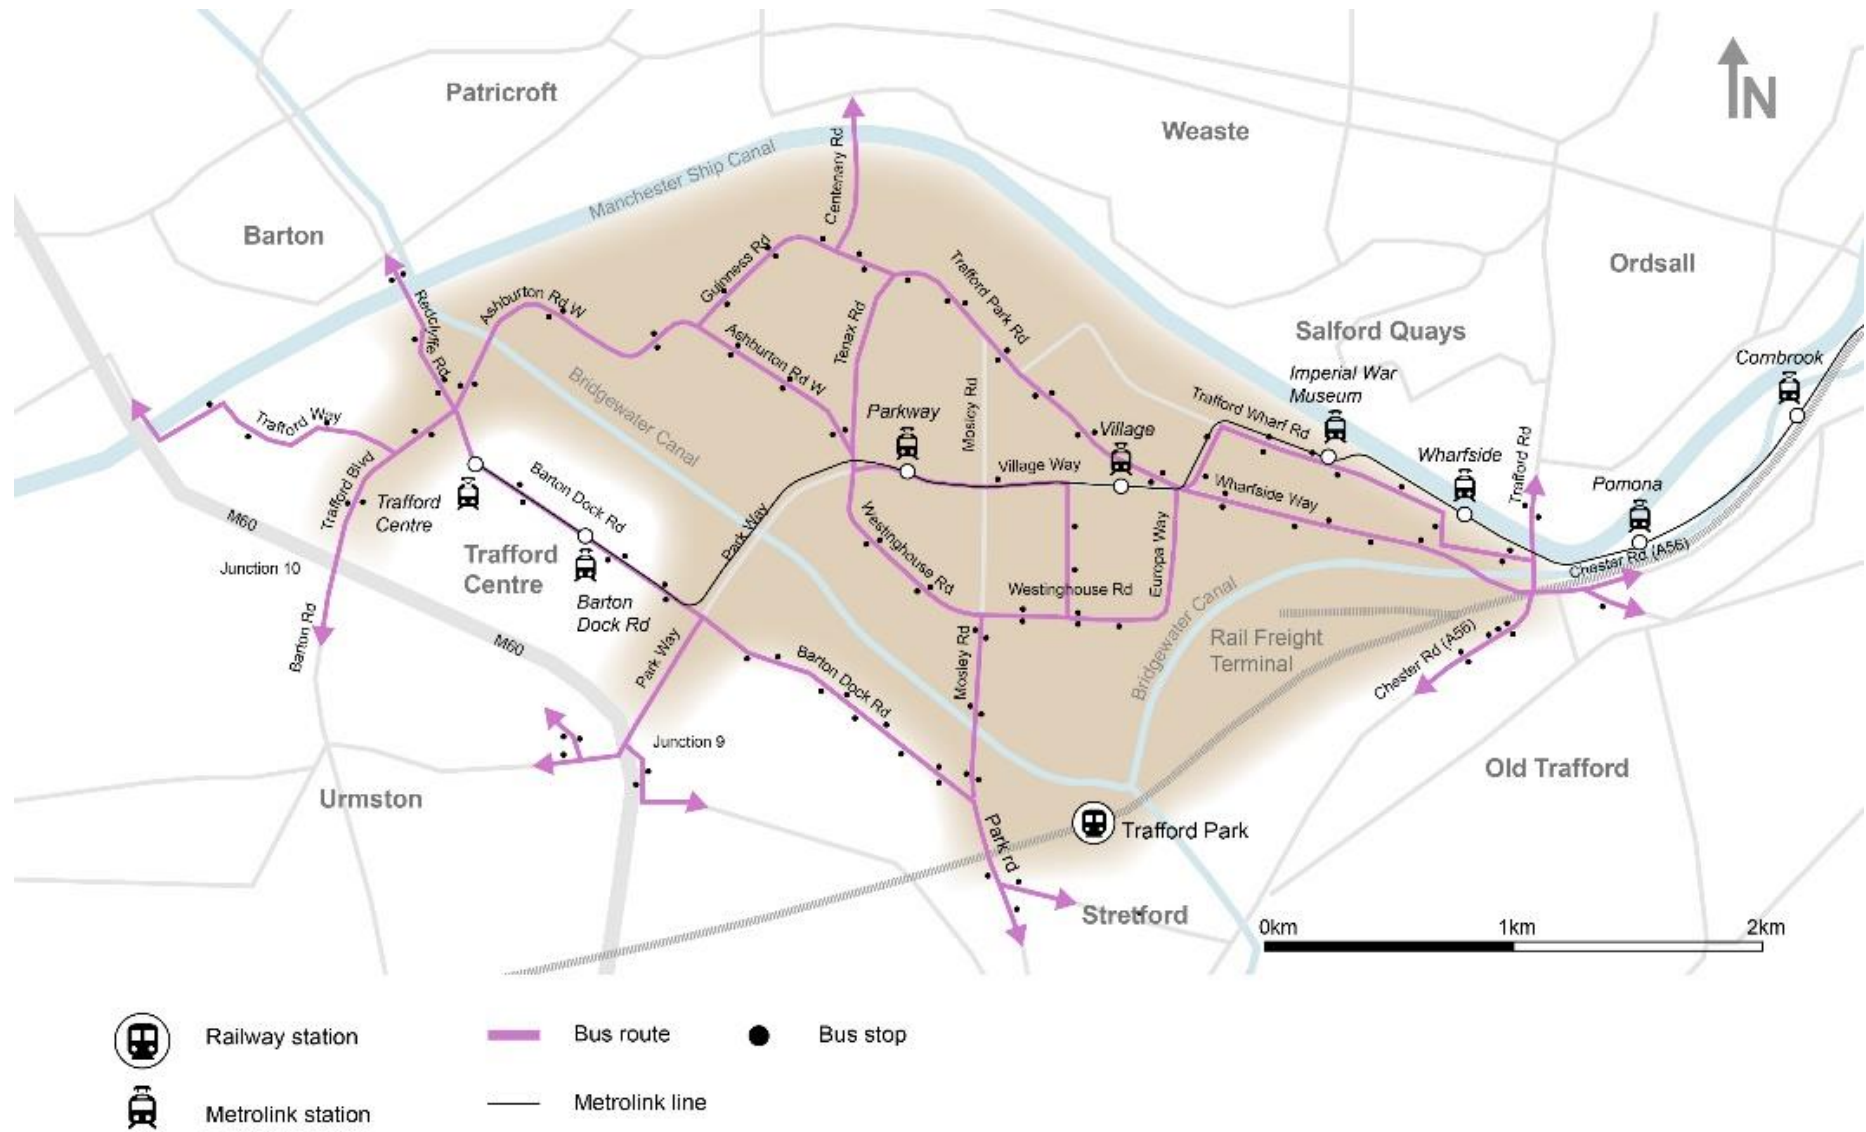 Patricroft
Weaste
N
Barton
Manchester Ship Canal
Centenary Rd
Ordsall
Guinness Rd
Trafford Park Rd
Redclyffe Rd
Ashburton Rd W
Salford Quays
Tenax Rd
Ashburton Rd W
Cornbrook
Imperial War
Museum
Bridgewater Canal
Mosley Rd
Trafford Wharf Rd
Parkway
Village
Trafford Way
Wharfside
Trafford Rd
Pomona
Trafford Blvd
Trafford
Centre
Barton Dock Rd
Village Way
Wharfside Way
M60
Park Way
Westinghouse Rd
Europa Way
Trafford
Centre
Junction 10
Chester Rd (A56)
Barton
Dock Rd
Westinghouse Rd
Bridgewater Canal
Rail Freight
Terminal
Barton Rd
M60
Park Way
Mosley Rd
Chester Rd (A56)
Barton Dock Rd
Junction 9
Old Trafford
Urmston
Trafford Park
Park rd
Stretford
0km
1km
2km
Railway station
Bus route
Bus stop
Metrolink station
Metrolink line